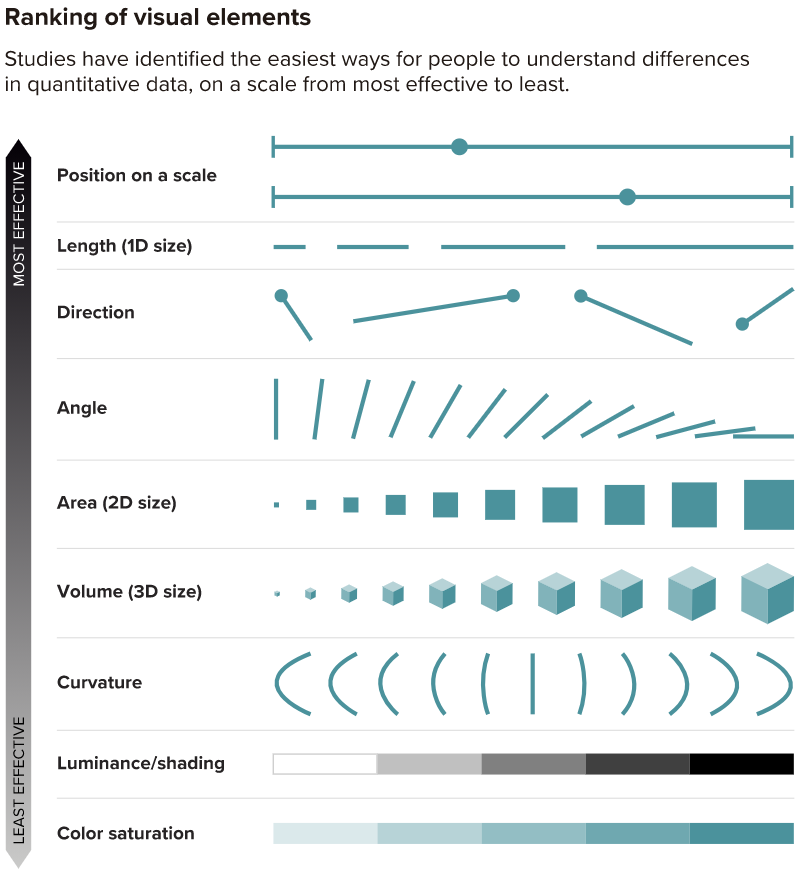 Ranking of visual elements
Studies have identified the easiest ways for people to understand differences
in quantitative data, on a scale from most effective to least.
MOST EFFECTIVE
Position on a scale
Length (1D size)
Direction
Angle
Area (2D size)
Volume (3D size)
Curvature
Luminance/shading
Color saturation
LEAST EFFECTIVE